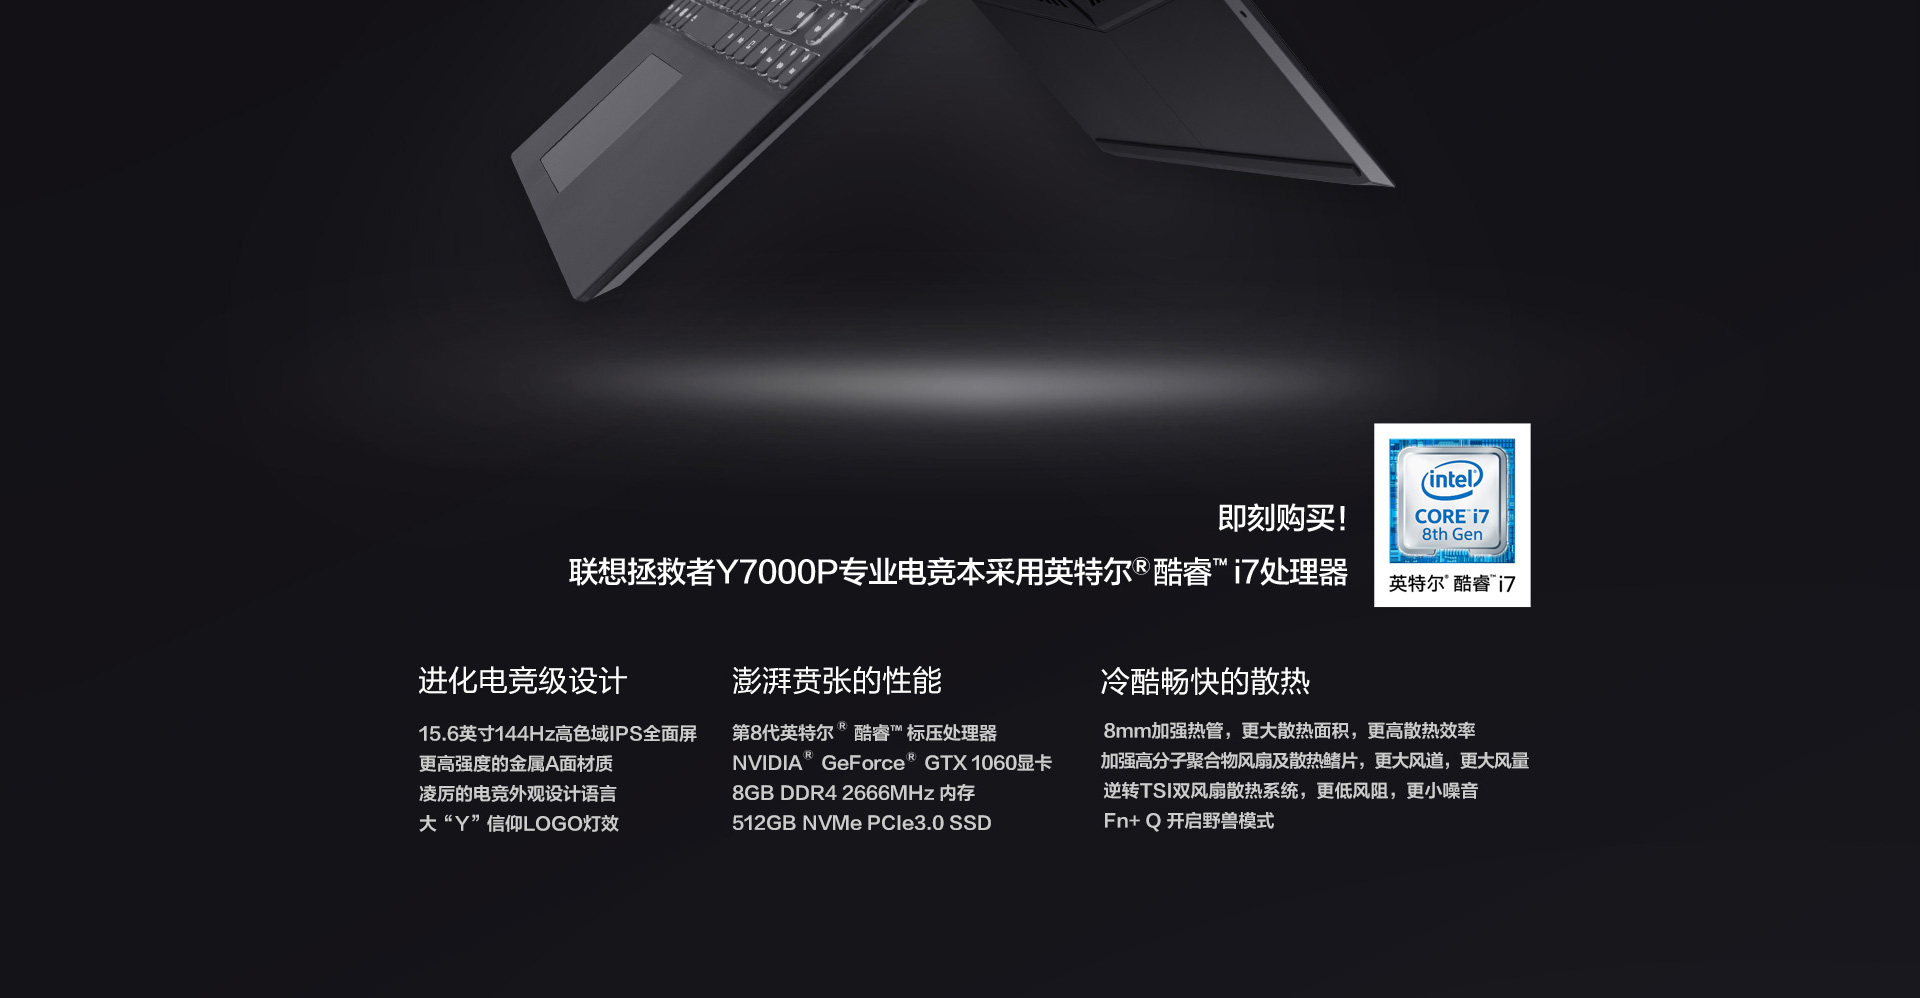 即刻购买！
联想拯救者Y7000P专业电竞本采用英特尔® 酷睿™ i7处理器
intel®
CORE™ i7
8th Gen
英特尔® 酷睿™ i7
进化电竞级设计
15.6英寸144Hz高色域IPS全面屏
更高强度的金属A面材质
凌厉的电竞外观设计语言
大“Y”信仰LOGO灯效
澎湃贲张的性能
第8代英特尔® 酷睿™ 标压处理器
NVIDIA® GeForce® GTX 1060显卡
8GB DDR4 2666MHz 内存
512GB NVMe PCIe3.0 SSD
冷酷畅快的散热
8mm加强热管，更大散热面积，更高散热效率
加强高分子聚合物风扇及散热鳍片，更大风道，更大风量
逆转TSI双风扇散热系统，更低风阻，更小噪音
Fn+ Q 开启野兽模式